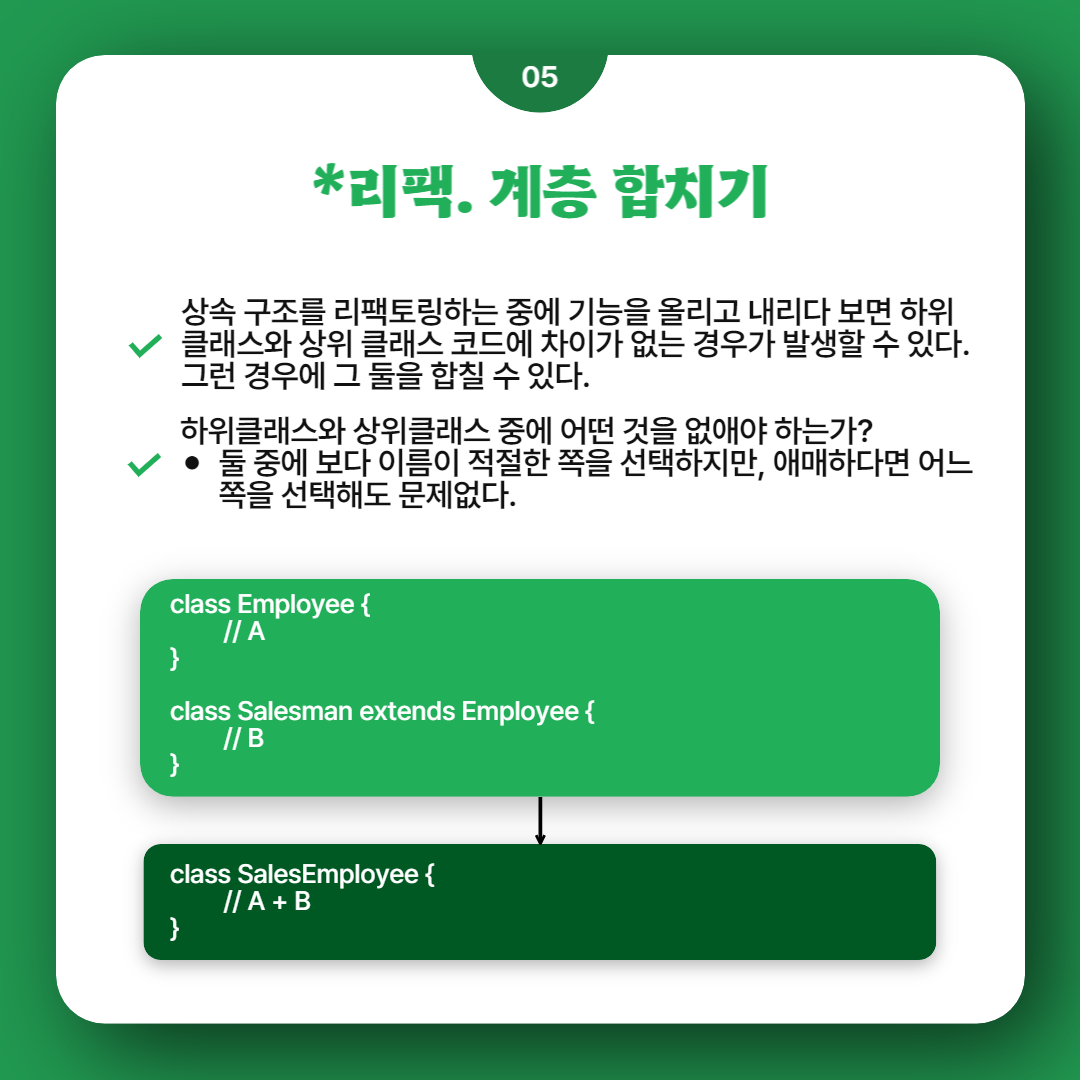 05
*리팩. 계층 합치기
상속 구조를 리팩토링하는 중에 기능을 올리고 내리다 보면 하위
클래스와 상위 클래스 코드에 차이가 없는 경우가 발생할 수 있다.
그런 경우에 그 둘을 합칠 수 있다.
하위클래스와 상위클래스 중에 어떤 것을 없애야 하는가?
● 둘 중에 보다 이름이 적절한 쪽을 선택하지만, 애매하다면 어느
쪽을 선택해도 문제없다.
class Employee {
// A
}
class Salesman extends Employee {
// B
}
class SalesEmployee {
// A + B
}